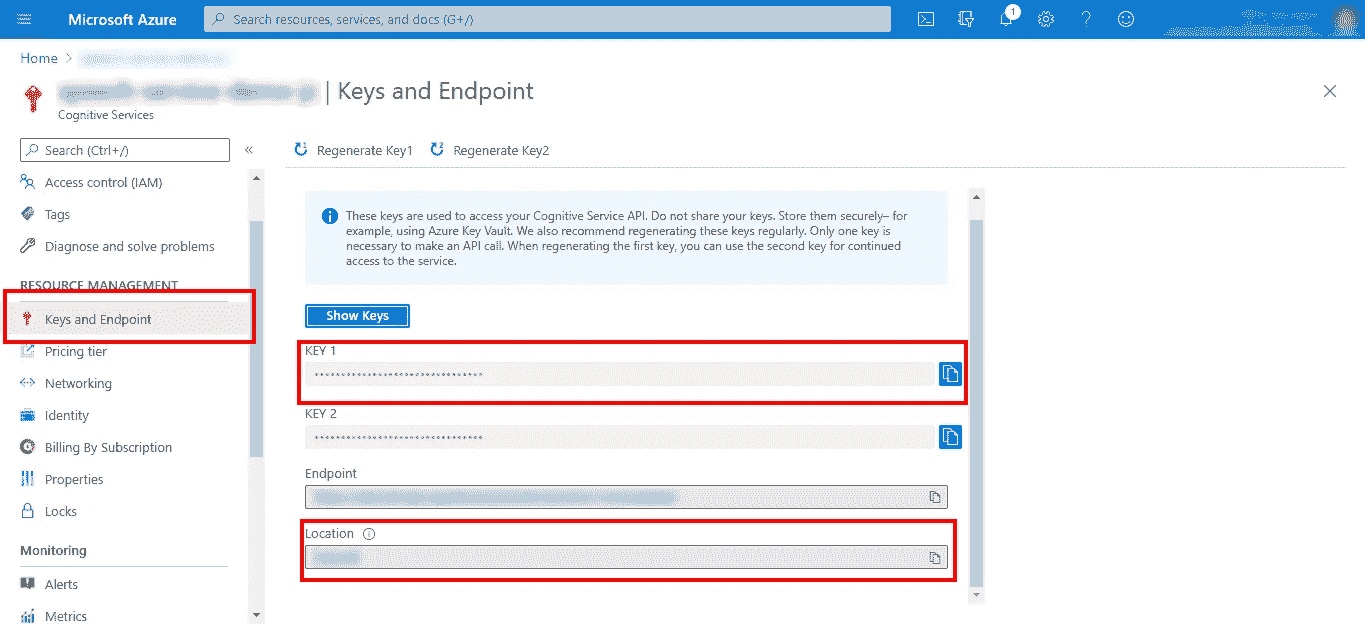 Microsoft Azure
Search resources, services, and docs (G+/)
1
Home >
| Keys and Endpoint
Cognitive Services
Search (Ctrl+/)
«
Regenerate Key1
Regenerate Key2
Access control (IAM)
Tags
Diagnose and solve problems
RESOURCE MANAGEMENT
Keys and Endpoint
Pricing tier
Networking
Identity
Billing By Subscription
Properties
Locks
Monitoring
Alerts
Metrics
These keys are used to access your Cognitive Service API. Do not share your keys. Store them securely– for
example, using Azure Key Vault. We also recommend regenerating these keys regularly. Only one key is
necessary to make an API call. When regenerating the first key, you can use the second key for continued
access to the service.
Show Keys
KEY 1
KEY 2
Endpoint
Location